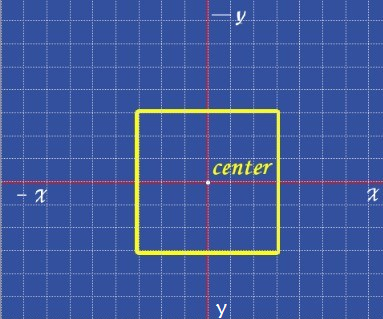 – y
center
– x
x
y